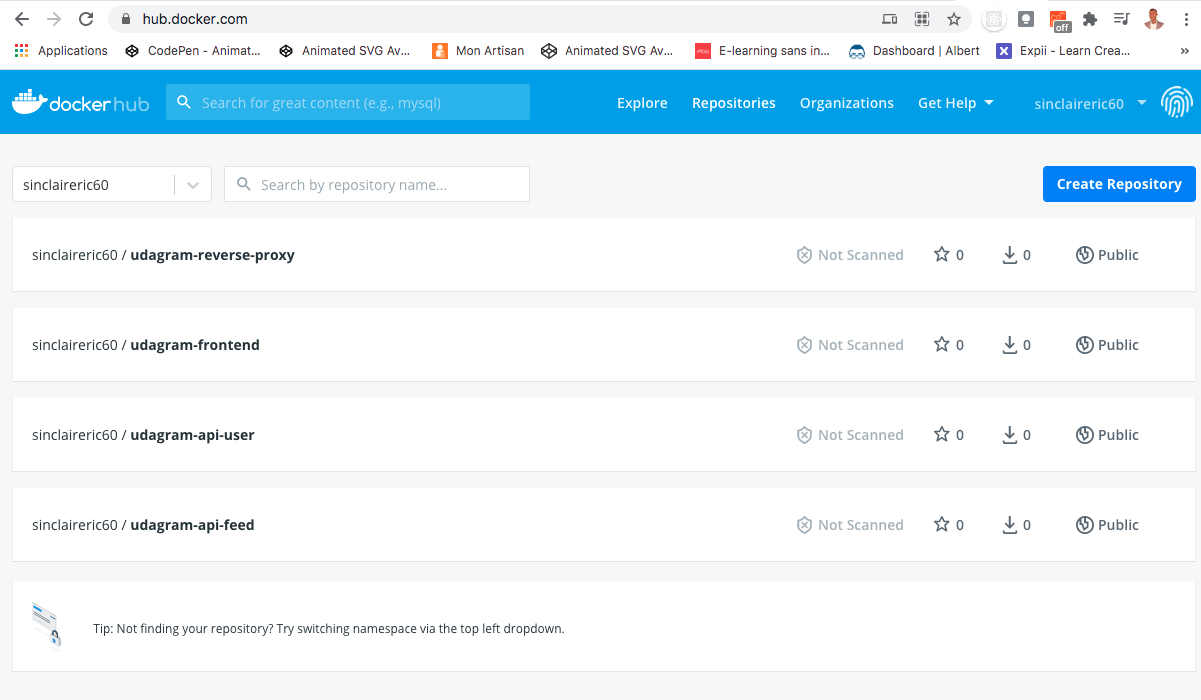 hub.docker.com
off
Applications CodePen - Animat... Animated SVG Av... Mon Artisan Animated SVG Av... E-learning sans in... Dashboard | Albert X Expii - Learn Crea... »
docker hub Search for great content (e.g., mysql) Explore Repositories Organizations Get Help sinclaireric60
sinclaireric60 Search by repository name... Create Repository
sinclaireric60 / udagram-reverse-proxy Not Scanned 0 0 Public
sinclaireric60 / udagram-frontend Not Scanned 0 0 Public
sinclaireric60 / udagram-api-user Not Scanned 0 0 Public
sinclaireric60 / udagram-api-feed Not Scanned 0 0 Public
Tip: Not finding your repository? Try switching namespace via the top left dropdown.